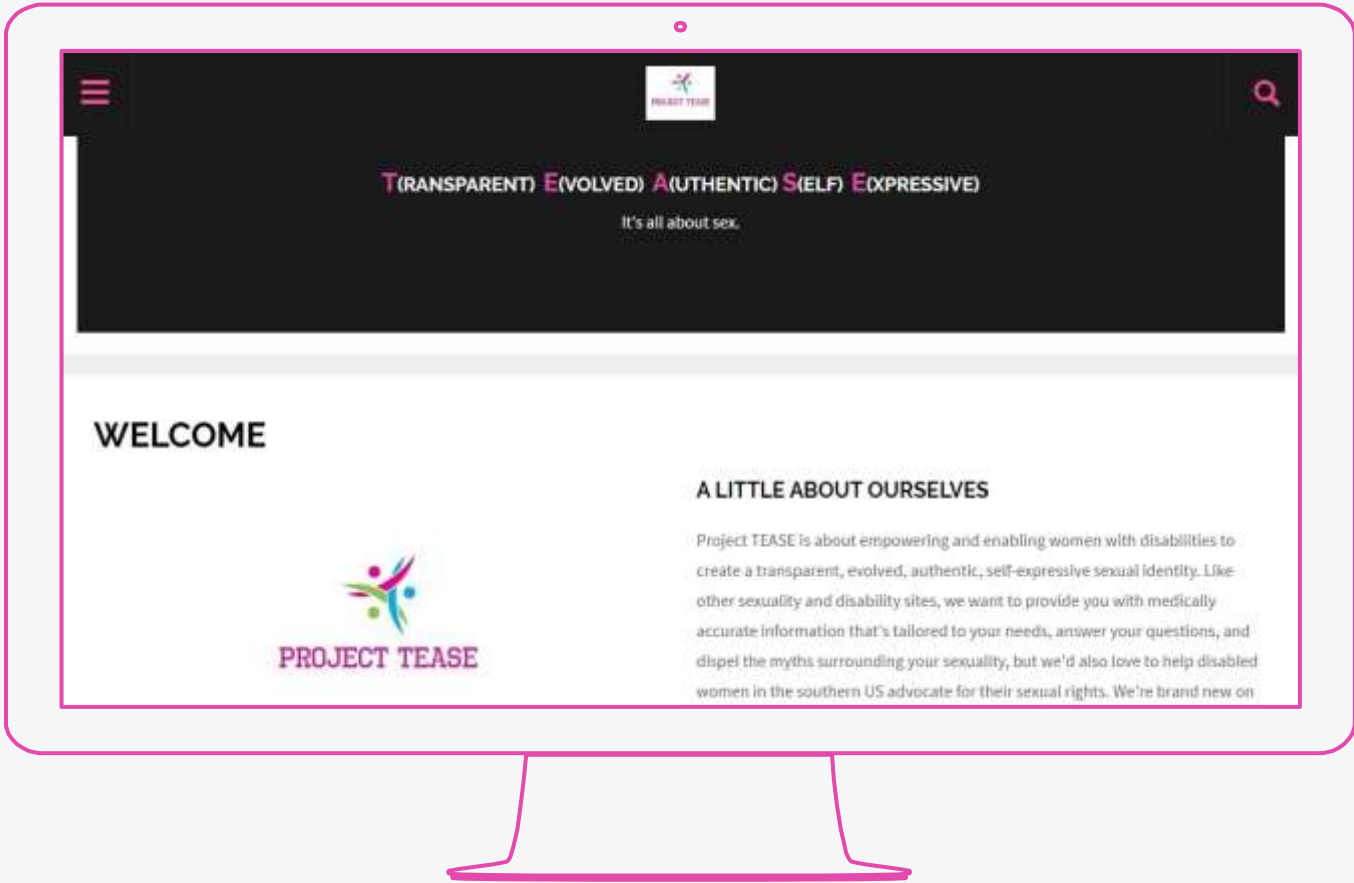 PROJECT TEASE
T(RANSPARENT) E(VOLVED) A(UTHENTIC) S(ELF) E(XPRESSIVE)
It's all about sex.
WELCOME
PROJECT TEASE
A LITTLE ABOUT OURSELVES
Project TEASE is about empowering and enabling women with disabilities to
create a transparent, evolved, authentic, self-expressive sexual identity. Like
other sexuality and disability sites, we want to provide you with medically
accurate information that's tailored to your needs, answer your questions, and
dispel the myths surrounding your sexuality, but we'd also love to help disabled
women in the southern US advocate for their sexual rights. We're brand new on